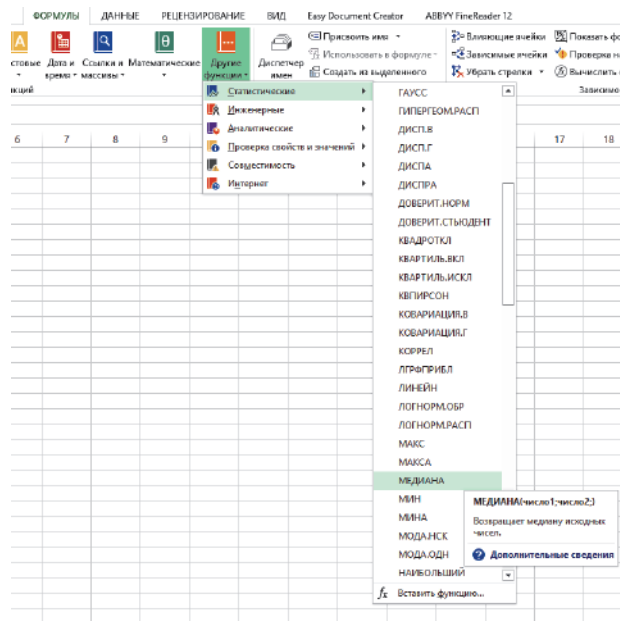 ФОРМУЛЫ ДАННЫЕ РЕЦЕНЗИРОВАНИЕ ВИД Easy Document Creator ABBYY FineReader 12
стовые Дата и время Ссылки и массивы Математические Другие функции Диспетчер имен
Присвоить имя
Использовать в формуле
Создать из выделенного
Влияющие ячейки
Зависимые ячейки
Убрать стрелки
Показать фо
Проверка н
Вычислить
кций
Зависимо
6 7 8 9 17 18
Статистические
Инженерные
Аналитические
Проверка свойств и значений
Совместимость
Интернет
ГАУСС
ГИПЕРГЕОМ.РАСП
ДИСП.В
ДИСП.Г
ДИСПА
ДИСПРА
ДОВЕРИТ.НОРМ
ДОВЕРИТ.СТЬЮДЕНТ
КВАДРОТКЛ
КВАРТИЛЬ.ВКЛ
КВАРТИЛЬ.ИСКЛ
КВПИРСОН
КОВАРИАЦИЯ.В
КОВАРИАЦИЯ.Г
КОРРЕЛ
ЛГРФПРИБЛ
ЛИНЕЙН
ЛОГНОРМ.ОБР
ЛОГНОРМ.РАСП
МАКС
МАКСА
МЕДИАНА
МИН
МИНА
МОДА.НСК
МОДА.ОДН
НАИБОЛЬШИЙ
fx Вставить функцию...
МЕДИАНА(число1;число2;)
Возвращает медиану исходных
чисел.
Дополнительные сведения